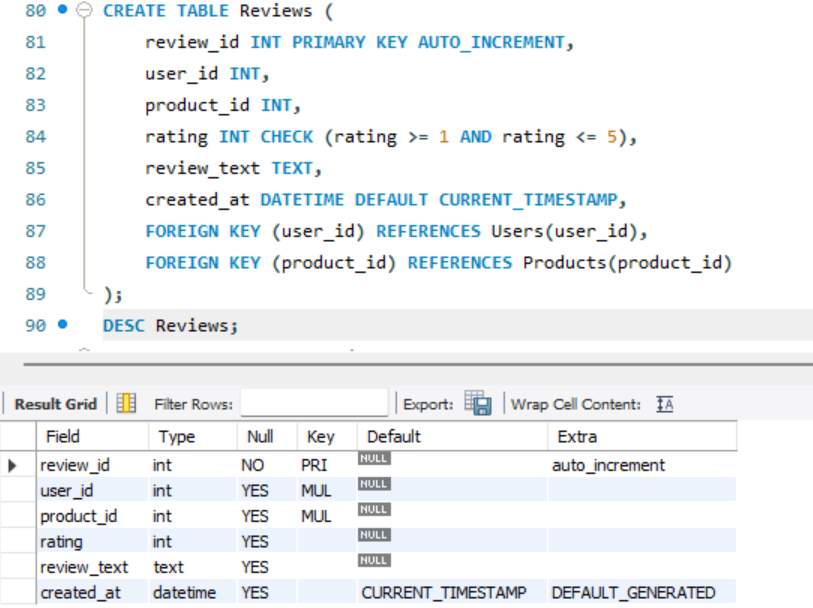 80 CREATE TABLE Reviews (
81 review_id INT PRIMARY KEY AUTO_INCREMENT,
82 user_id INT,
83 product_id INT,
84 rating INT CHECK (rating >= 1 AND rating <= 5),
85 review_text TEXT,
86 created_at DATETIME DEFAULT CURRENT_TIMESTAMP,
87 FOREIGN KEY (user_id) REFERENCES Users(user_id),
88 FOREIGN KEY (product_id) REFERENCES Products(product_id)
89 );
90 DESC Reviews;
Result Grid Filter Rows: Export: Wrap Cell Content: IA
Field Type Null Key Default Extra
review_id int NO PRI NULL auto_increment
user_id int YES MUL NULL
product_id int YES MUL NULL
rating int YES NULL
review_text text YES NULL
created_at datetime YES CURRENT_TIMESTAMP DEFAULT_GENERATED